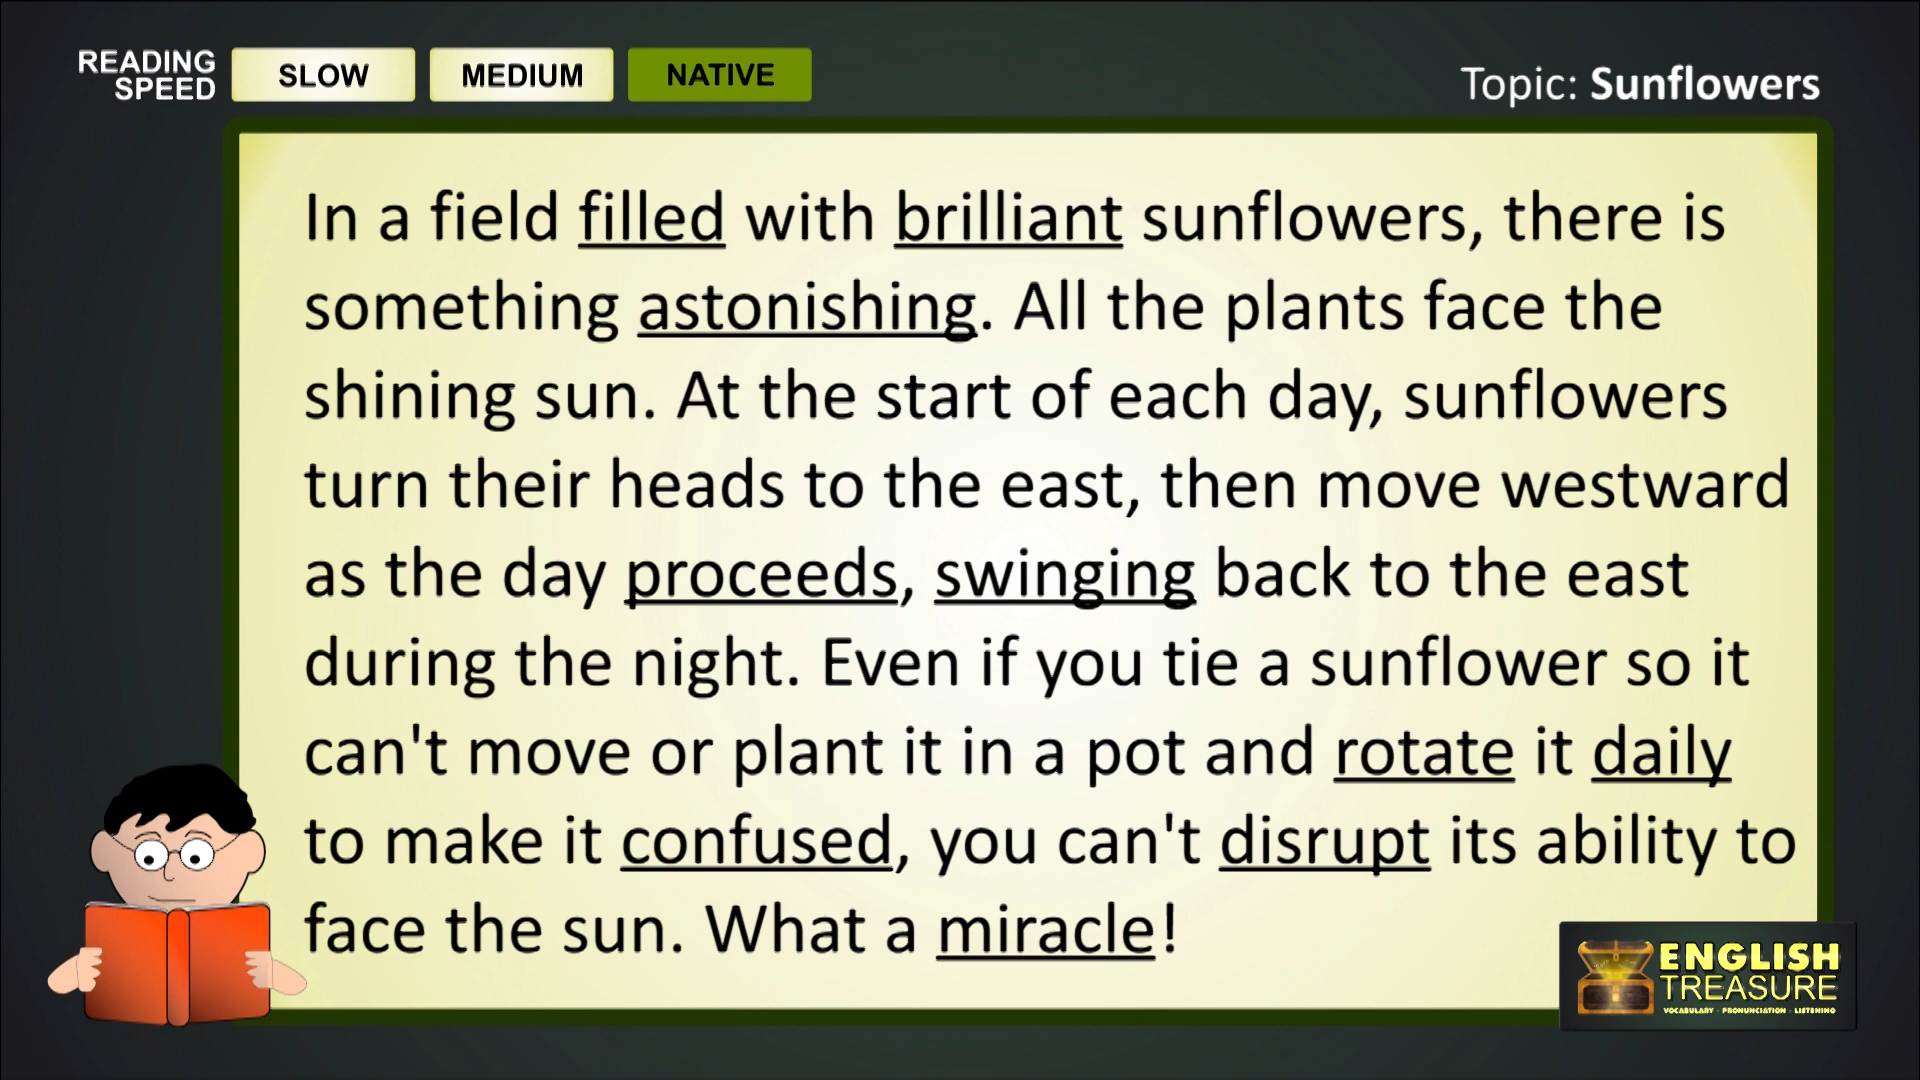 READING
SPEED
SLOW
MEDIUM
NATIVE
Topic: Sunflowers
In a field filled with brilliant sunflowers, there is
something astonishing. All the plants face the
shining sun. At the start of each day, sunflowers
turn their heads to the east, then move westward
as the day proceeds, swinging back to the east
during the night. Even if you tie a sunflower so it
can't move or plant it in a pot and rotate it daily
to make it confused, you can't disrupt its ability to
face the sun. What a miracle!
ENGLISH
TREASURE
VOCABULARY - PRONUNCIATION - LISTENING